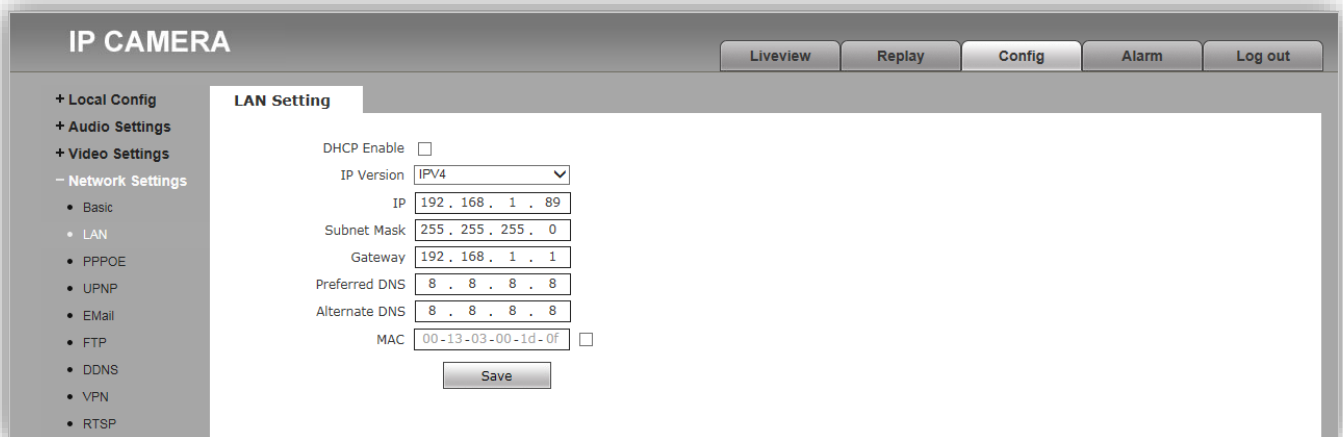 IP CAMERA
Liveview Replay Config Alarm Log out
+ Local Config
+ Audio Settings
+ Video Settings
− Network Settings
• Basic
• LAN
• PPPOE
• UPNP
• EMail
• FTP
• DDNS
• VPN
• RTSP
LAN Setting
DHCP Enable
IP Version IPV4
IP 192 . 168 . 1 . 89
Subnet Mask 255 . 255 . 255 . 0
Gateway 192 . 168 . 1 . 1
Preferred DNS 8 . 8 . 8 . 8
Alternate DNS 8 . 8 . 8 . 8
MAC 00-13-03-00-1d-0f
Save